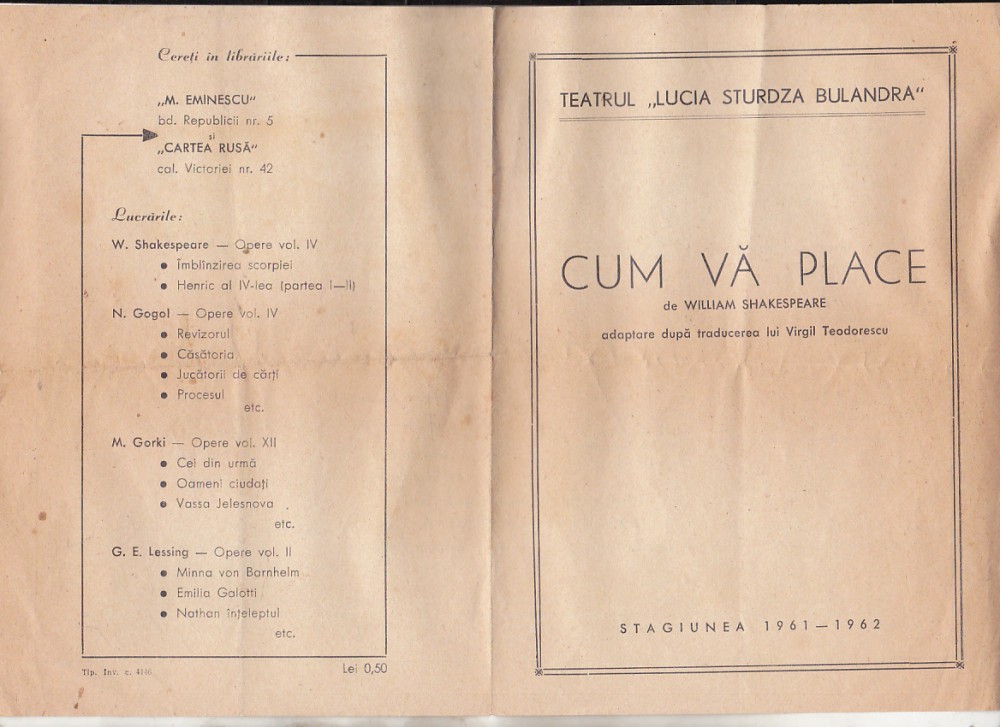 Cereți în librăriile:
„M. EMINESCU"
bd. Republicii nr. 5
și
„CARTEA RUSĂ"
cal. Victoriei nr. 42
Lucrările:
W. Shakespeare — Opere vol. IV
● Îmblînzirea scorpiei
● Henric al IV-lea (partea I—II)
N. Gogol — Opere vol. IV
● Revizorul
● Căsătoria
● Jucătorii de cărți
● Procesul
etc.
M. Gorki — Opere vol. XII
● Cei din urmă
● Oameni ciudați
● Vassa Jelesnova
etc.
G. E. Lessing — Opere vol. II
● Minna von Barnhelm
● Emilia Galotti
● Nathan înțeleptul
etc.
Tip. Inv. c.
Lei 0,50
TEATRUL „LUCIA STURDZA BULANDRA"
CUM VĂ PLACE
de WILLIAM SHAKESPEARE
adaptare după traducerea lui Virgil Teodorescu
STAGIUNEA 1961—1962